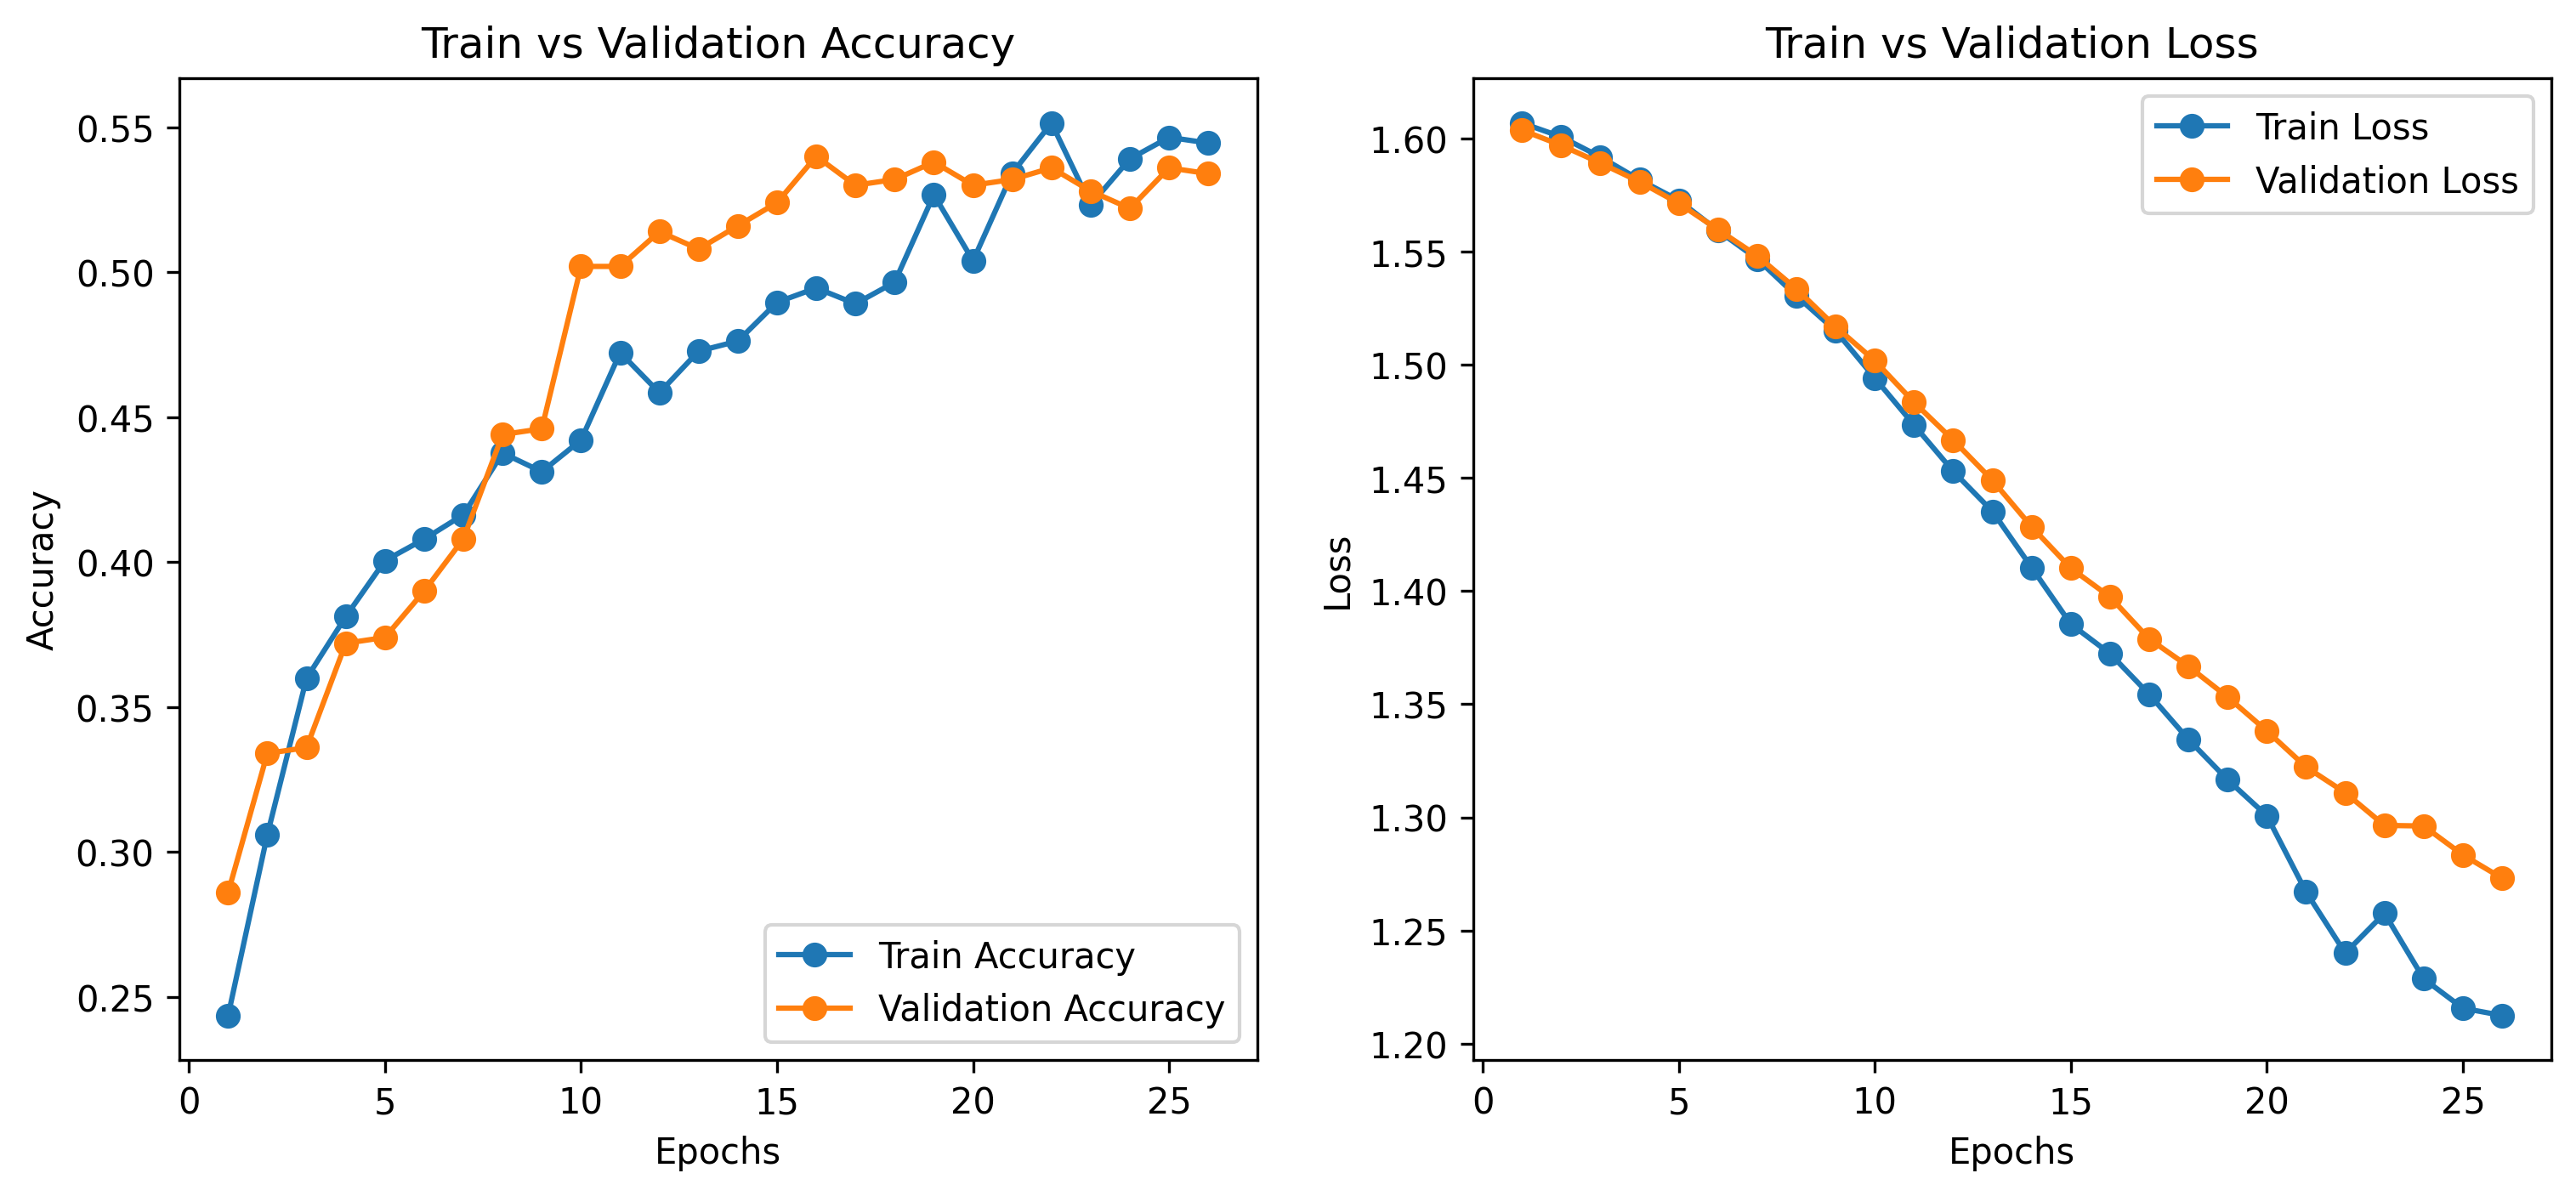 Train vs Validation Accuracy
0.55
0.50
0.45
0.40
0.35
0.30
0.25
Accuracy
0 5 10 15 20 25
Epochs
Train Accuracy
Validation Accuracy
Train vs Validation Loss
1.60
1.55
1.50
1.45
1.40
1.35
1.30
1.25
1.20
Loss
0 5 10 15 20 25
Epochs
Train Loss
Validation Loss